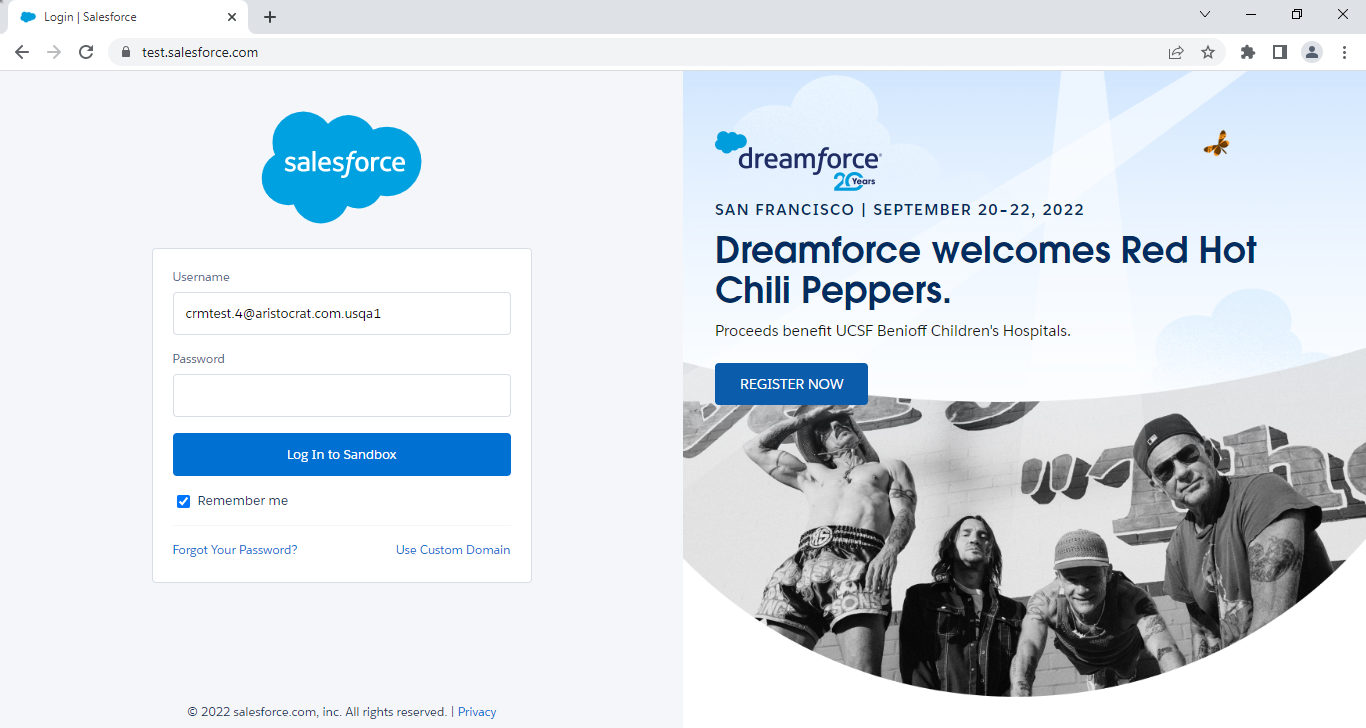 Login | Salesforce
test.salesforce.com
salesforce
Username
crmtest.4@aristocrat.com.usqa1
Password
Log In to Sandbox
Remember me
Forgot Your Password?
Use Custom Domain
© 2022 salesforce.com, inc. All rights reserved. | Privacy
dreamforce
20 Years
SAN FRANCISCO | SEPTEMBER 20–22, 2022
Dreamforce welcomes Red Hot
Chili Peppers.
Proceeds benefit UCSF Benioff Children's Hospitals.
REGISTER NOW